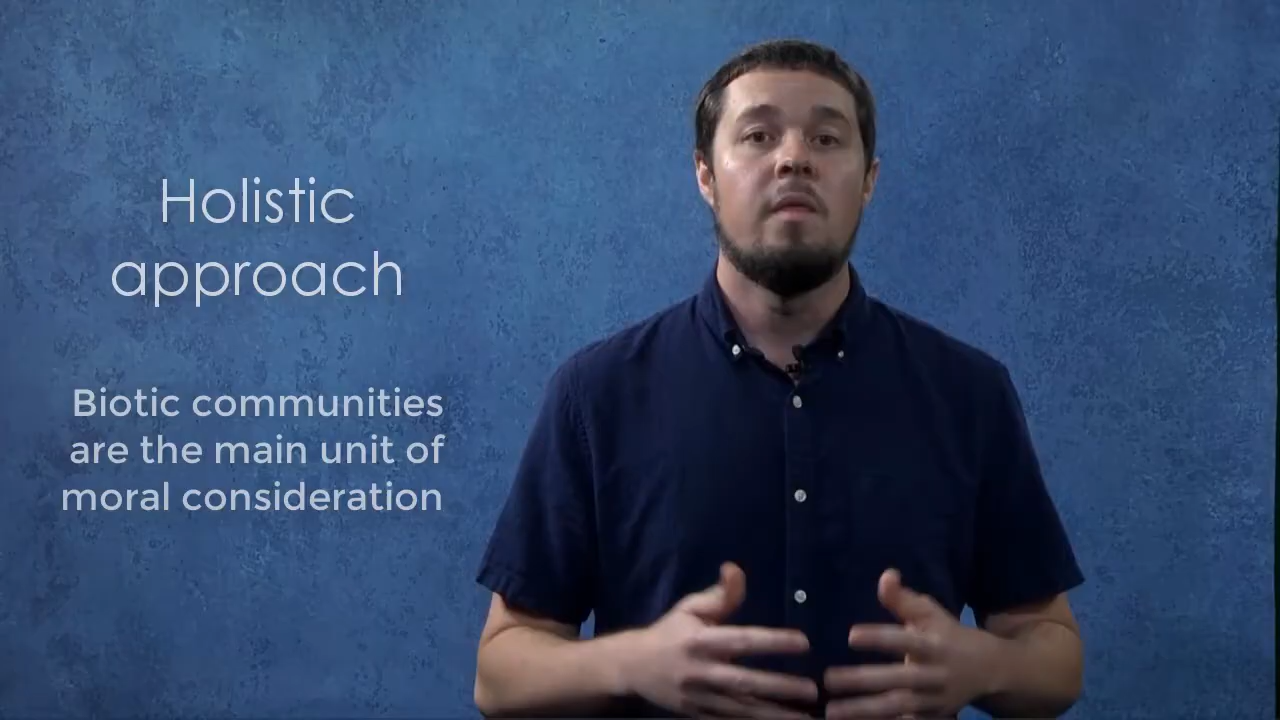 Holistic
approach
Biotic communities
are the main unit of
moral consideration